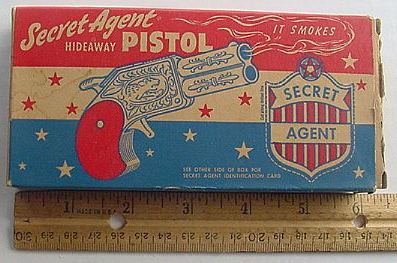 Secret Agent
HIDEAWAY PISTOL
IT SMOKES
SECRET
AGENT
SEE OTHER SIDE OF BOX FOR
SECRET AGENT IDENTIFICATION CARD
1 2 3 4 5 6